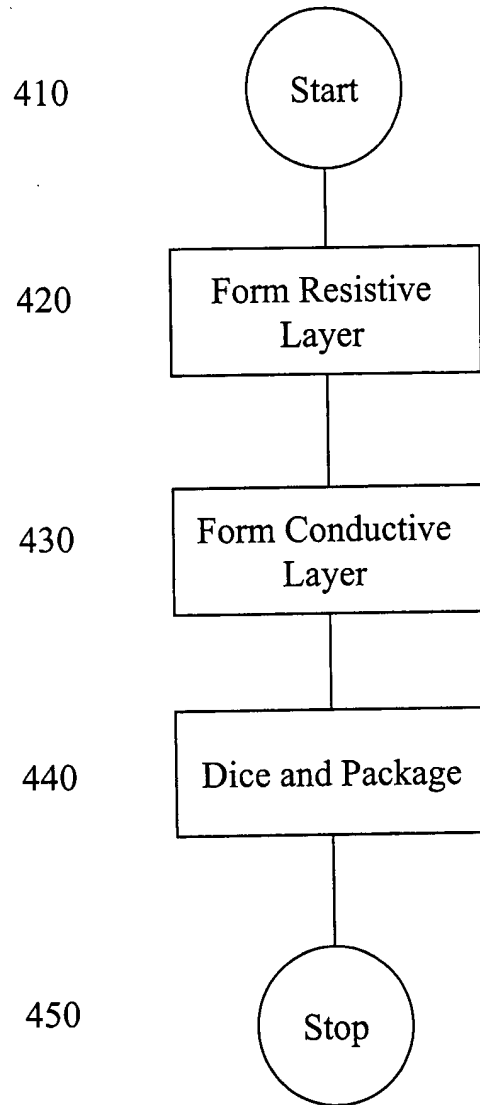 410
Start
420
Form Resistive
Layer
430
Form Conductive
Layer
440
Dice and Package
450
Stop